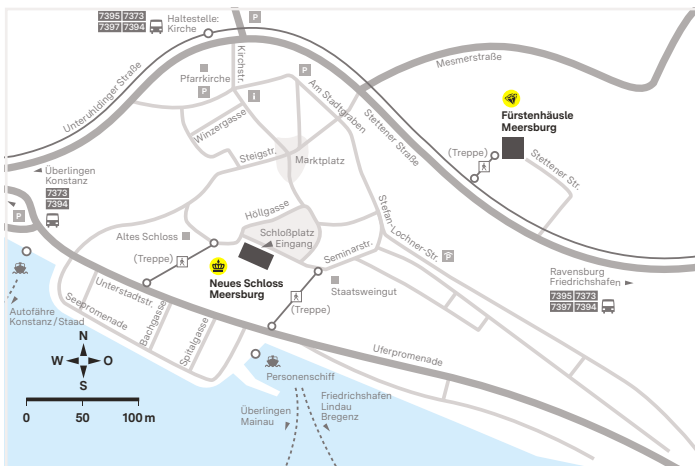 7395 7373
7397 7394
Haltestelle:
Kirche
P
Kirchstr.
Unteruhldinger Straße
Pfarrkirche
P
i
P
Am Stadtgraben
Mesmerstraße
Winzergasse
Steigstr.
Marktplatz
Stettener Straße
Fürstenhäusle
Meersburg
(Treppe)
Stettener Str.
Überlingen
Konstanz
7373
7394
P
Höllgasse
Altes Schloss
Schloßplatz
Eingang
Stefan-Lochner-Str.
P
(Treppe)
Seminarstr.
Neues Schloss
Meersburg
Staatsweingut
(Treppe)
Ravensburg
Friedrichshafen
7395 7373
7397 7394
Unterstadtstr.
Seepromenade
Bachgasse
Spitalgasse
Autofähre
Konstanz/Staad
Uferpromenade
N
W O
S
Personenschiff
Überlingen
Mainau
Friedrichshafen
Lindau
Bregenz
0 50 100 m